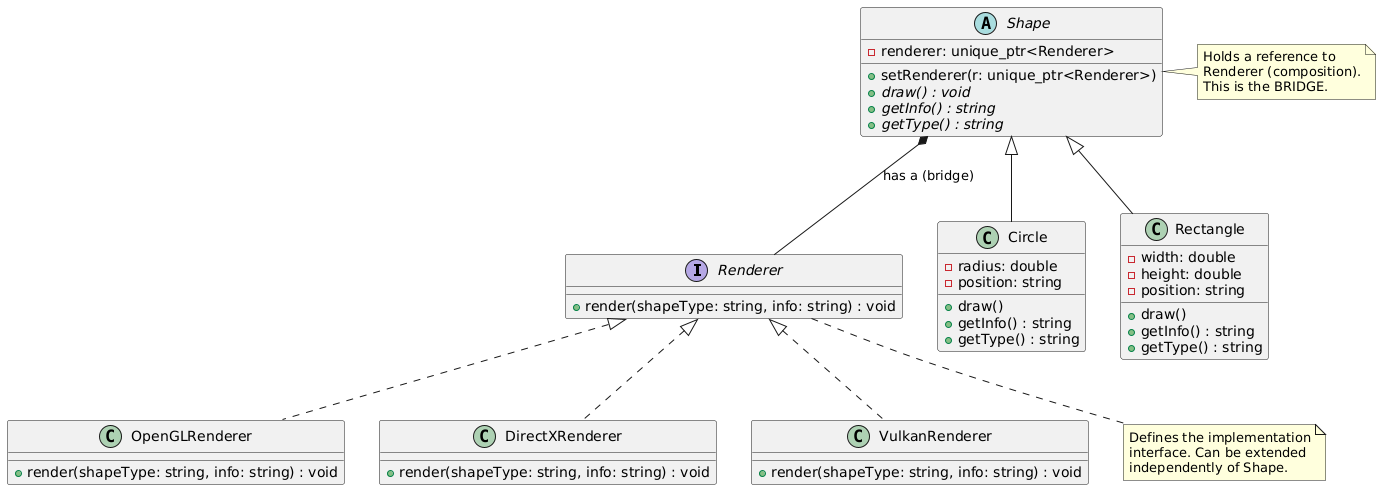 A Shape
renderer: unique_ptr<Renderer>
setRenderer(r: unique_ptr<Renderer>)
draw() : void
getInfo() : string
getType() : string
Holds a reference to
Renderer (composition).
This is the BRIDGE.
has a (bridge)
I Renderer
render(shapeType: string, info: string) : void
C Circle
radius: double
position: string
draw()
getInfo() : string
getType() : string
C Rectangle
width: double
height: double
position: string
draw()
getInfo() : string
getType() : string
C OpenGLRenderer
render(shapeType: string, info: string) : void
C DirectXRenderer
render(shapeType: string, info: string) : void
C VulkanRenderer
render(shapeType: string, info: string) : void
Defines the implementation
interface. Can be extended
independently of Shape.